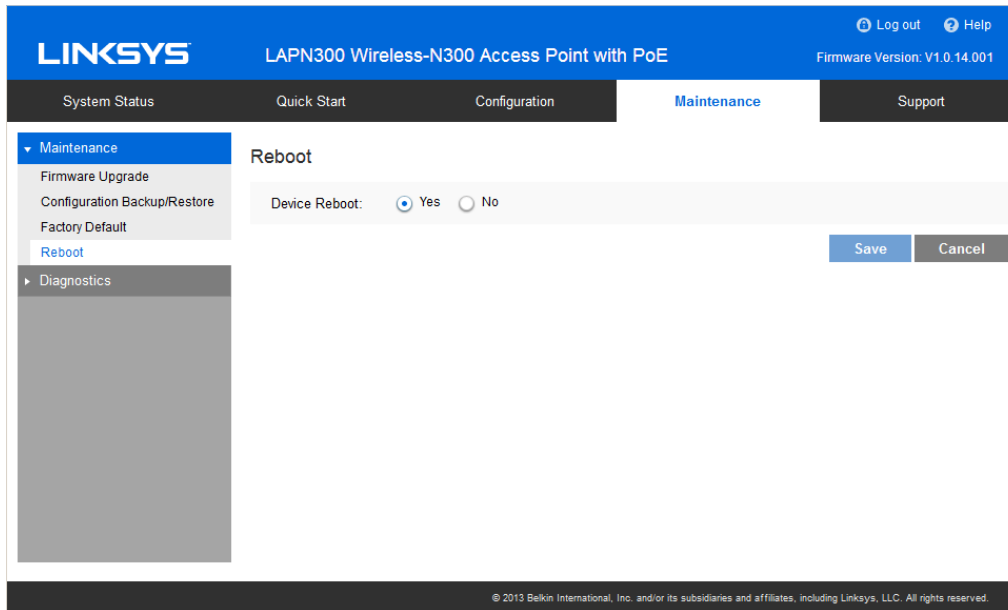 Log out Help
LINKSYS LAPN300 Wireless-N300 Access Point with PoE Firmware Version: V1.0.14.001
System Status Quick Start Configuration Maintenance Support
Maintenance
Firmware Upgrade
Configuration Backup/Restore
Factory Default
Reboot
Diagnostics
Reboot
Device Reboot: Yes No
Save Cancel
© 2013 Belkin International, Inc. and/or its subsidiaries and affiliates, including Linksys, LLC. All rights reserved.